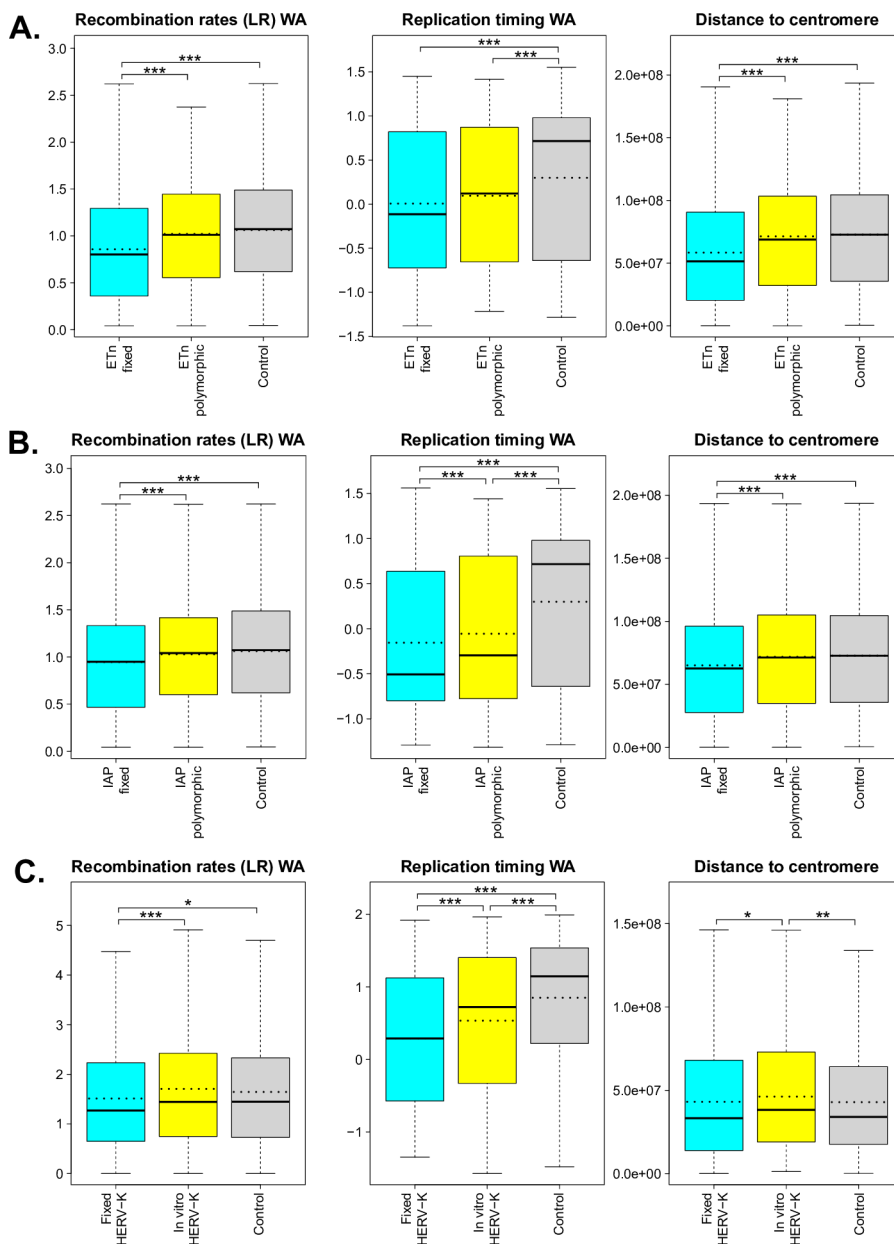 A.
Recombination rates (LR) WA
Replication timing WA
Distance to centromere
3.0
2.5
2.0
1.5
1.0
0.5
0.0
***
***
ETn fixed
ETn polymorphic
Control
1.5
1.0
0.5
0.0
−0.5
−1.0
−1.5
***
***
ETn fixed
ETn polymorphic
Control
2.0e+08
1.5e+08
1.0e+08
5.0e+07
0.0e+00
***
***
ETn fixed
ETn polymorphic
Control
B.
Recombination rates (LR) WA
Replication timing WA
Distance to centromere
3.0
2.5
2.0
1.5
1.0
0.5
0.0
***
***
IAP fixed
IAP polymorphic
Control
1.5
1.0
0.5
0.0
−0.5
−1.0
***
***
***
IAP fixed
IAP polymorphic
Control
2.0e+08
1.5e+08
1.0e+08
5.0e+07
0.0e+00
***
***
IAP fixed
IAP polymorphic
Control
C.
Recombination rates (LR) WA
Replication timing WA
Distance to centromere
5
4
3
2
1
0
*
***
Fixed HERV−K
In vitro HERV−K
Control
2
1
0
−1
***
***
***
Fixed HERV−K
In vitro HERV−K
Control
1.5e+08
1.0e+08
5.0e+07
0.0e+00
*
**
Fixed HERV−K
In vitro HERV−K
Control